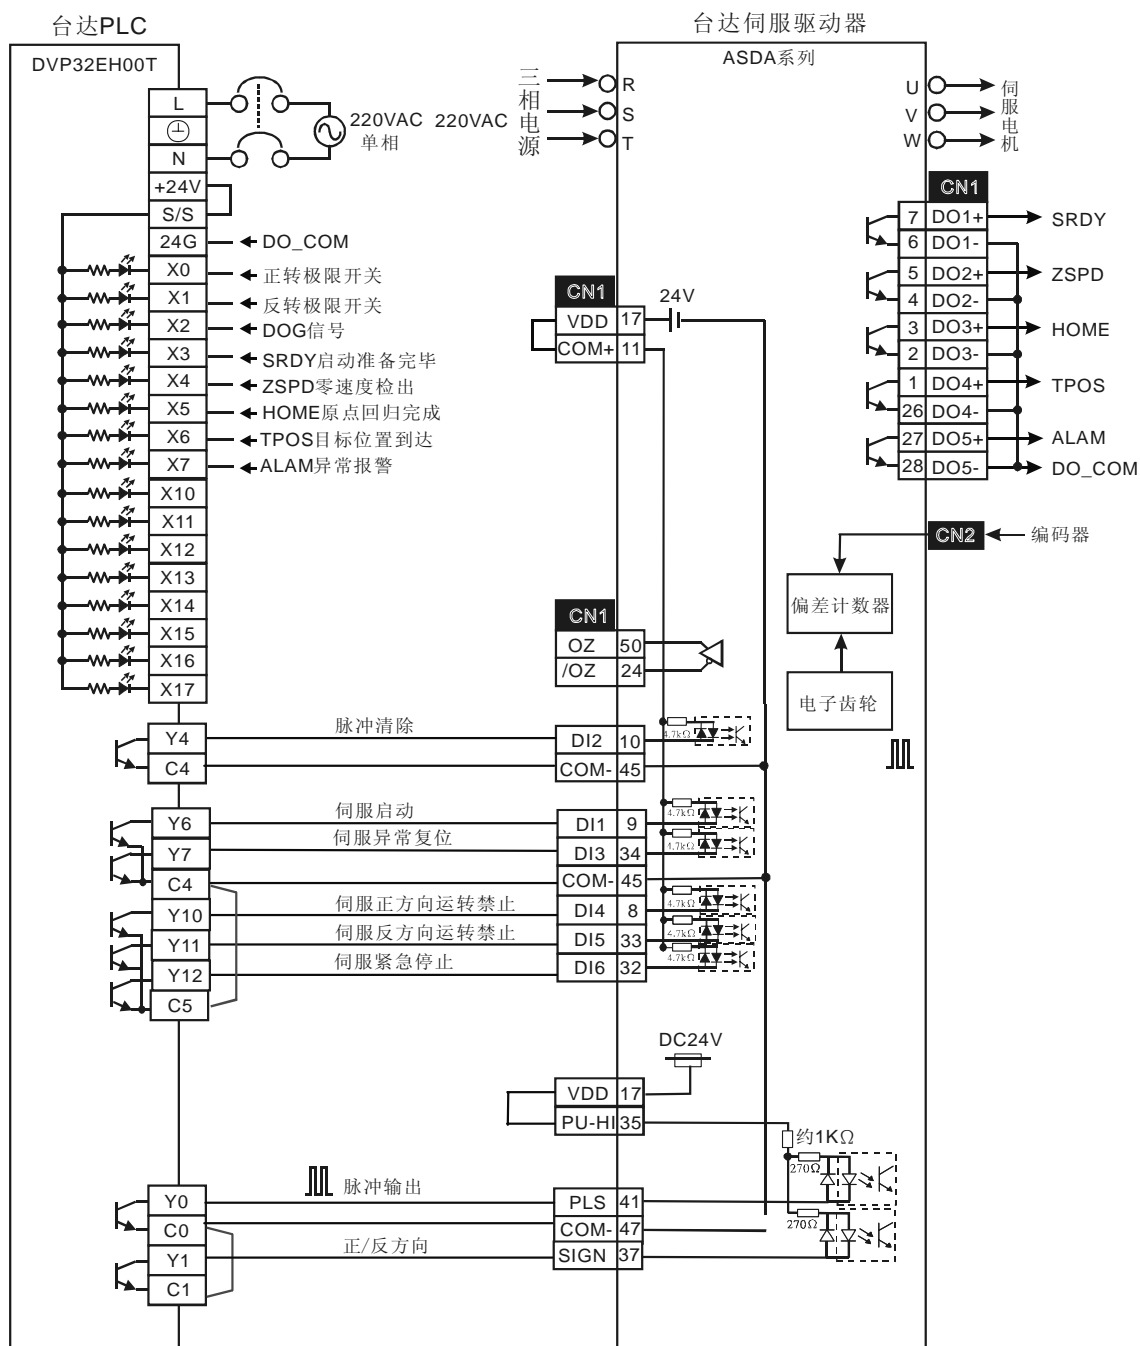 台达PLC
DVP32EH00T
L
N
+24V
S/S
24G
X0
X1
X2
X3
X4
X5
X6
X7
X10
X11
X12
X13
X14
X15
X16
X17
220VAC
单相
DO_COM
正转极限开关
反转极限开关
DOG信号
SRDY启动准备完毕
ZSPD零速度检出
HOME原点回归完成
TPOS目标位置到达
ALAM异常报警
台达伺服驱动器
ASDA系列
220VAC
三相电源
R
S
T
U
V
W
伺服电机
CN1
7 DO1+ SRDY
6 DO1-
5 DO2+ ZSPD
4 DO2-
3 DO3+ HOME
2 DO3-
1 DO4+ TPOS
26 DO4-
27 DO5+ ALAM
28 DO5- DO_COM
CN1
24V
VDD 17
COM+ 11
CN2
编码器
偏差计数器
电子齿轮
CN1
OZ 50
/OZ 24
Y4 脉冲清除 DI2 10 4.7kΩ
C4 COM- 45
Y6 伺服启动 DI1 9 4.7kΩ
Y7 伺服异常复位 DI3 34 4.7kΩ
C4 COM- 45
Y10 伺服正方向运转禁止 DI4 8 4.7kΩ
Y11 伺服反方向运转禁止 DI5 33 4.7kΩ
Y12 伺服紧急停止 DI6 32 4.7kΩ
C5
DC24V
VDD 17
PU-HI 35
约1KΩ
270Ω
Y0 脉冲输出 PLS 41
C0 COM- 47
270Ω
Y1 正/反方向 SIGN 37
C1